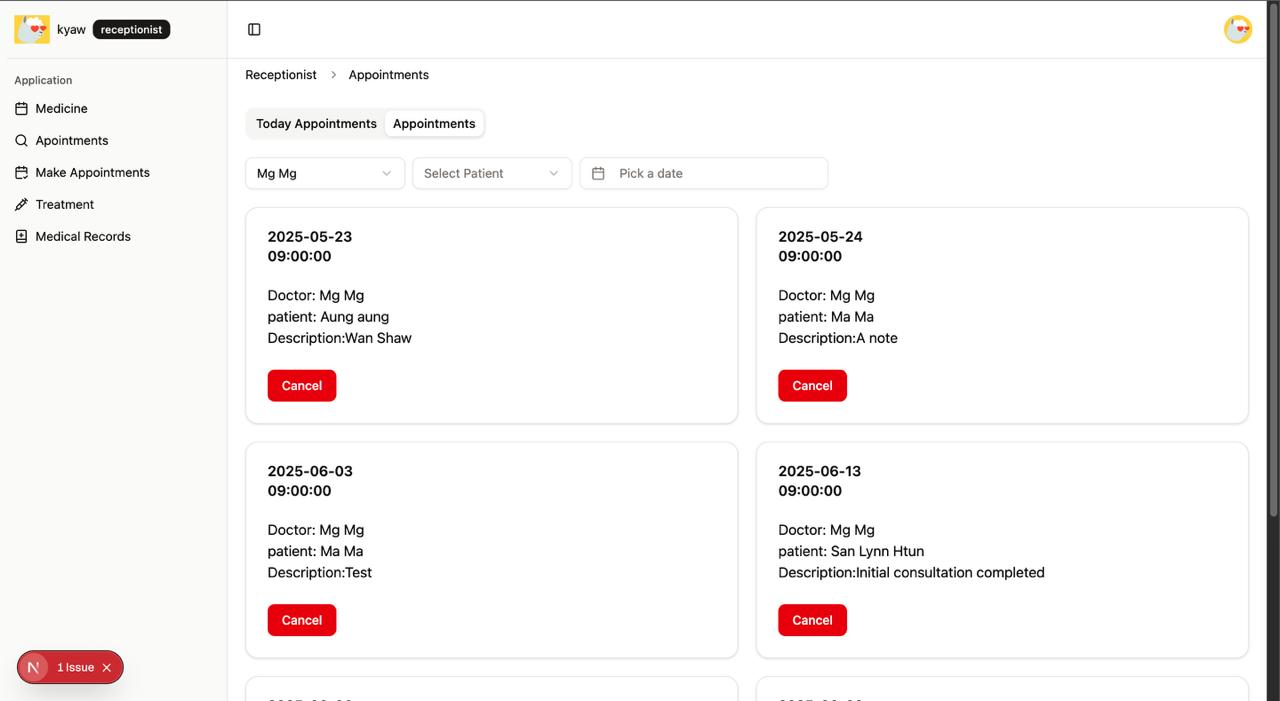 kyaw receptionist
Application
Medicine
Apointments
Make Appointments
Treatment
Medical Records
N 1 Issue
Receptionist Appointments
Today Appointments Appointments
Mg Mg Select Patient Pick a date
2025-05-23
09:00:00
Doctor: Mg Mg
patient: Aung aung
Description:Wan Shaw
Cancel
2025-05-24
09:00:00
Doctor: Mg Mg
patient: Ma Ma
Description:A note
Cancel
2025-06-03
09:00:00
Doctor: Mg Mg
patient: Ma Ma
Description:Test
Cancel
2025-06-13
09:00:00
Doctor: Mg Mg
patient: San Lynn Htun
Description:Initial consultation completed
Cancel